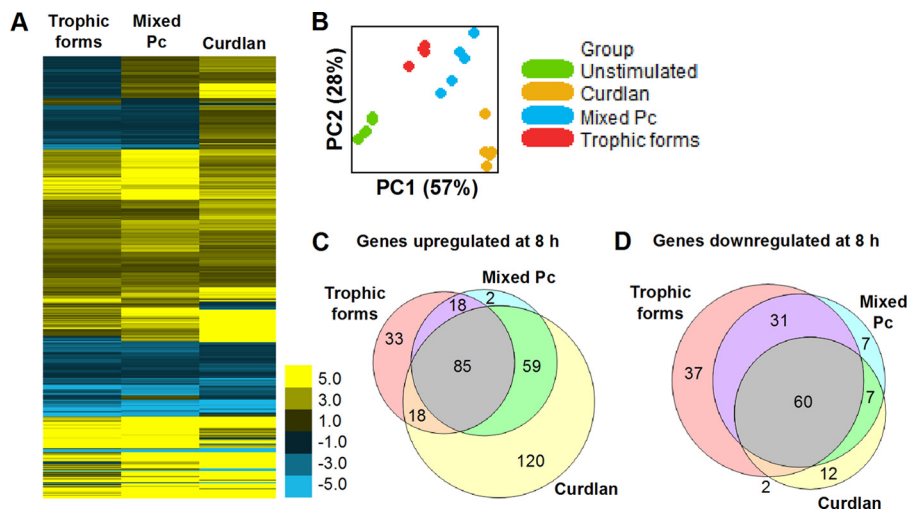 A
Trophic forms
Mixed Pc
Curdlan
5.0
3.0
1.0
-1.0
-3.0
-5.0
B
PC2 (28%)
PC1 (57%)
Group
Unstimulated
Curdlan
Mixed Pc
Trophic forms
C Genes upregulated at 8 h
Trophic forms
Mixed Pc
18
2
33
85
59
18
120
Curdlan
D Genes downregulated at 8 h
Trophic forms
Mixed Pc
31
7
37
60
7
12
2
Curdlan